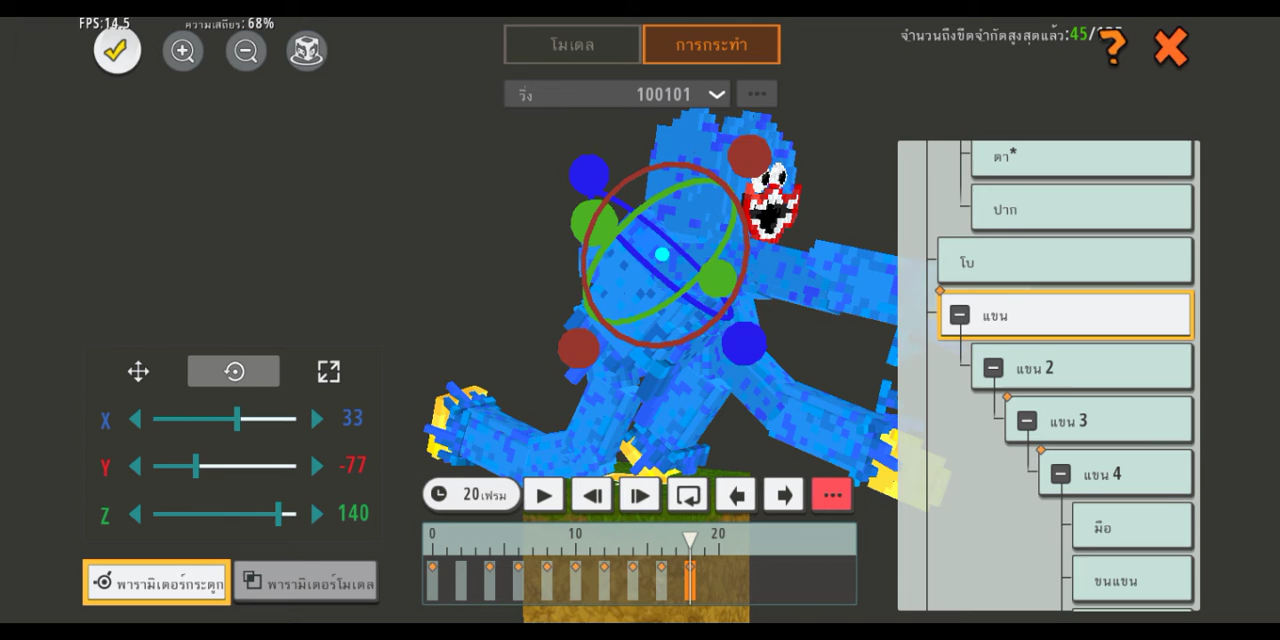 FPS:14.5
ความเสถียร: 68%
โมเดล
การกระทำ
จำนวนถึงขีดจำกัดสูงสุดแล้ว:45/
วิ่ง 100101
ตา*
ปาก
โบ
แขน
แขน 2
แขน 3
แขน 4
มือ
ขนแขน
X 33
Y -77
Z 140
พารามิเตอร์กระดูก
พารามิเตอร์โมเดล
20เฟรม
0 10 20